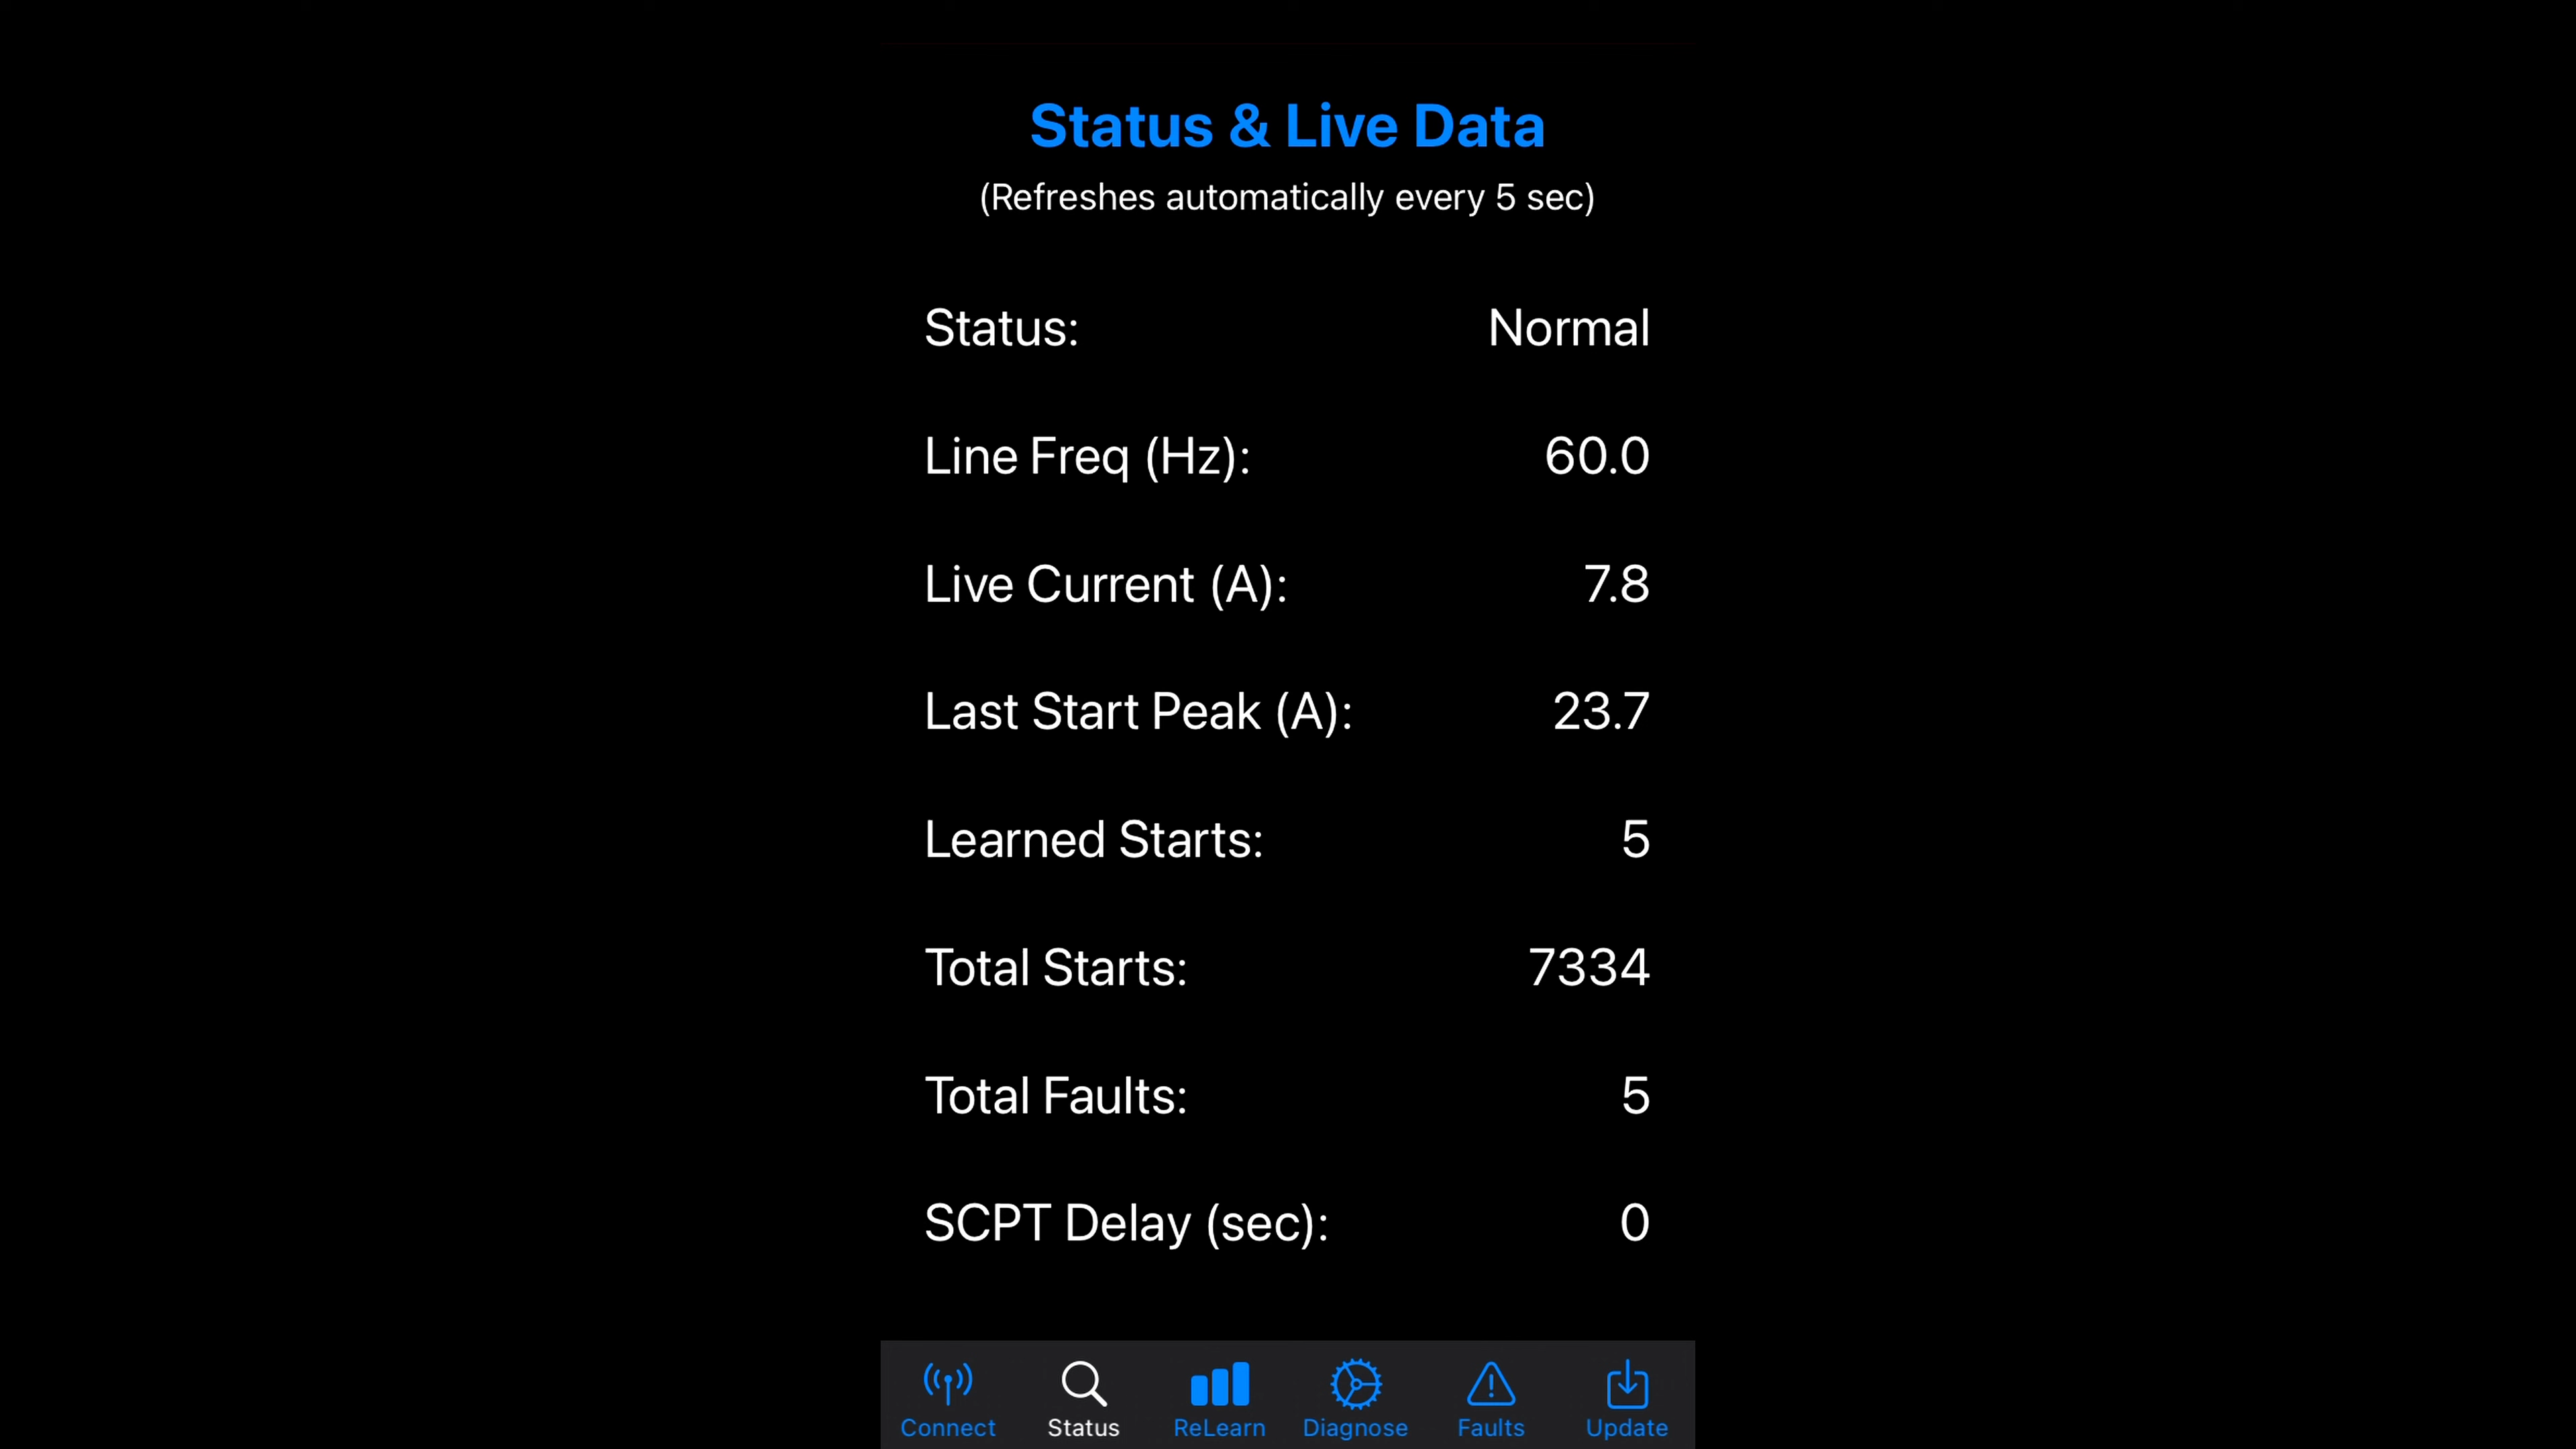 Status & Live Data
(Refreshes automatically every 5 sec)
Status: Normal
Line Freq (Hz): 60.0
Live Current (A): 7.8
Last Start Peak (A): 23.7
Learned Starts: 5
Total Starts: 7334
Total Faults: 5
SCPT Delay (sec): 0
Connect Status ReLearn Diagnose Faults Update